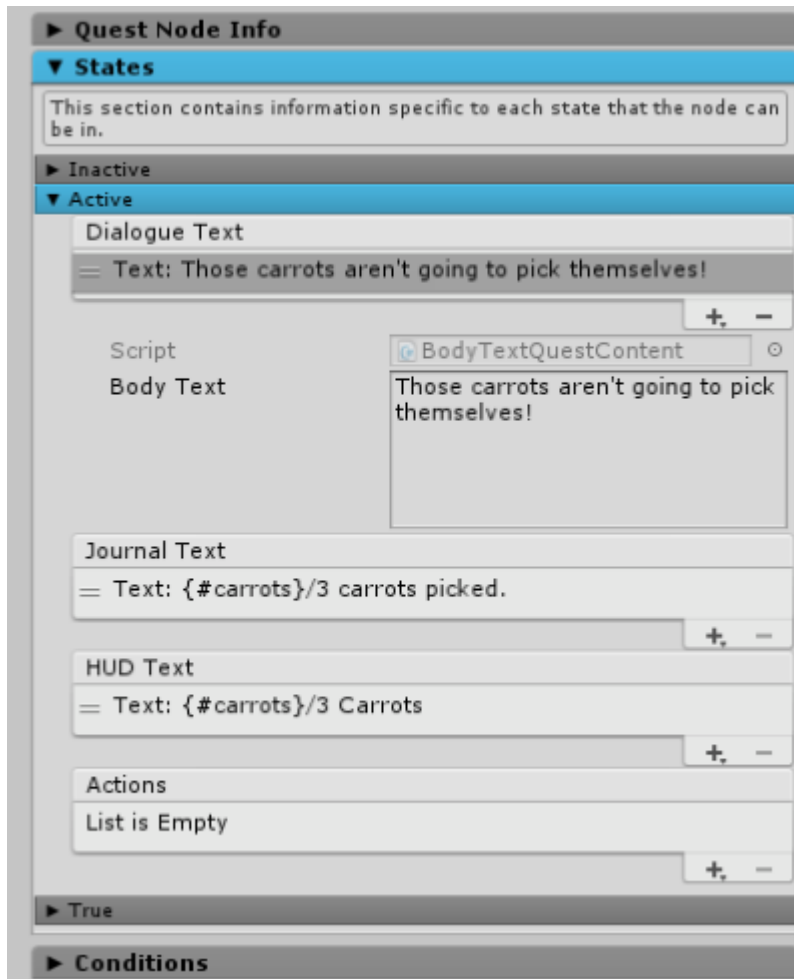 Quest Node Info
States
This section contains information specific to each state that the node can
be in.
Inactive
Active
Dialogue Text
Text: Those carrots aren't going to pick themselves!
Script BodyTextQuestContent
Body Text Those carrots aren't going to pick
themselves!
Journal Text
Text: {#carrots}/3 carrots picked.
HUD Text
Text: {#carrots}/3 Carrots
Actions
List is Empty
True
Conditions